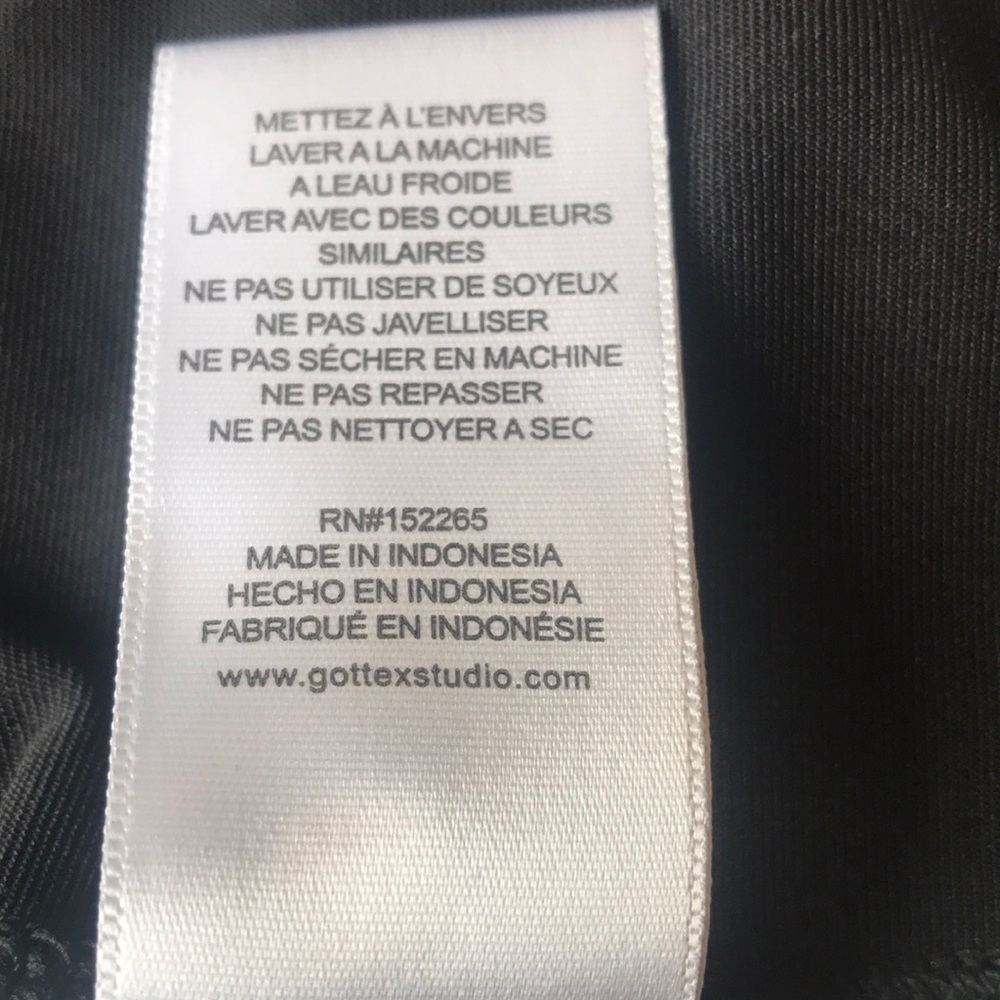 METTEZ À L'ENVERS
LAVER A LA MACHINE
A LEAU FROIDE
LAVER AVEC DES COULEURS
SIMILAIRES
NE PAS UTILISER DE SOYEUX
NE PAS JAVELLISER
NE PAS SÉCHER EN MACHINE
NE PAS REPASSER
NE PAS NETTOYER A SEC
RN#152265
MADE IN INDONESIA
HECHO EN INDONESIA
FABRIQUÉ EN INDONÉSIE
www.gottexstudio.com